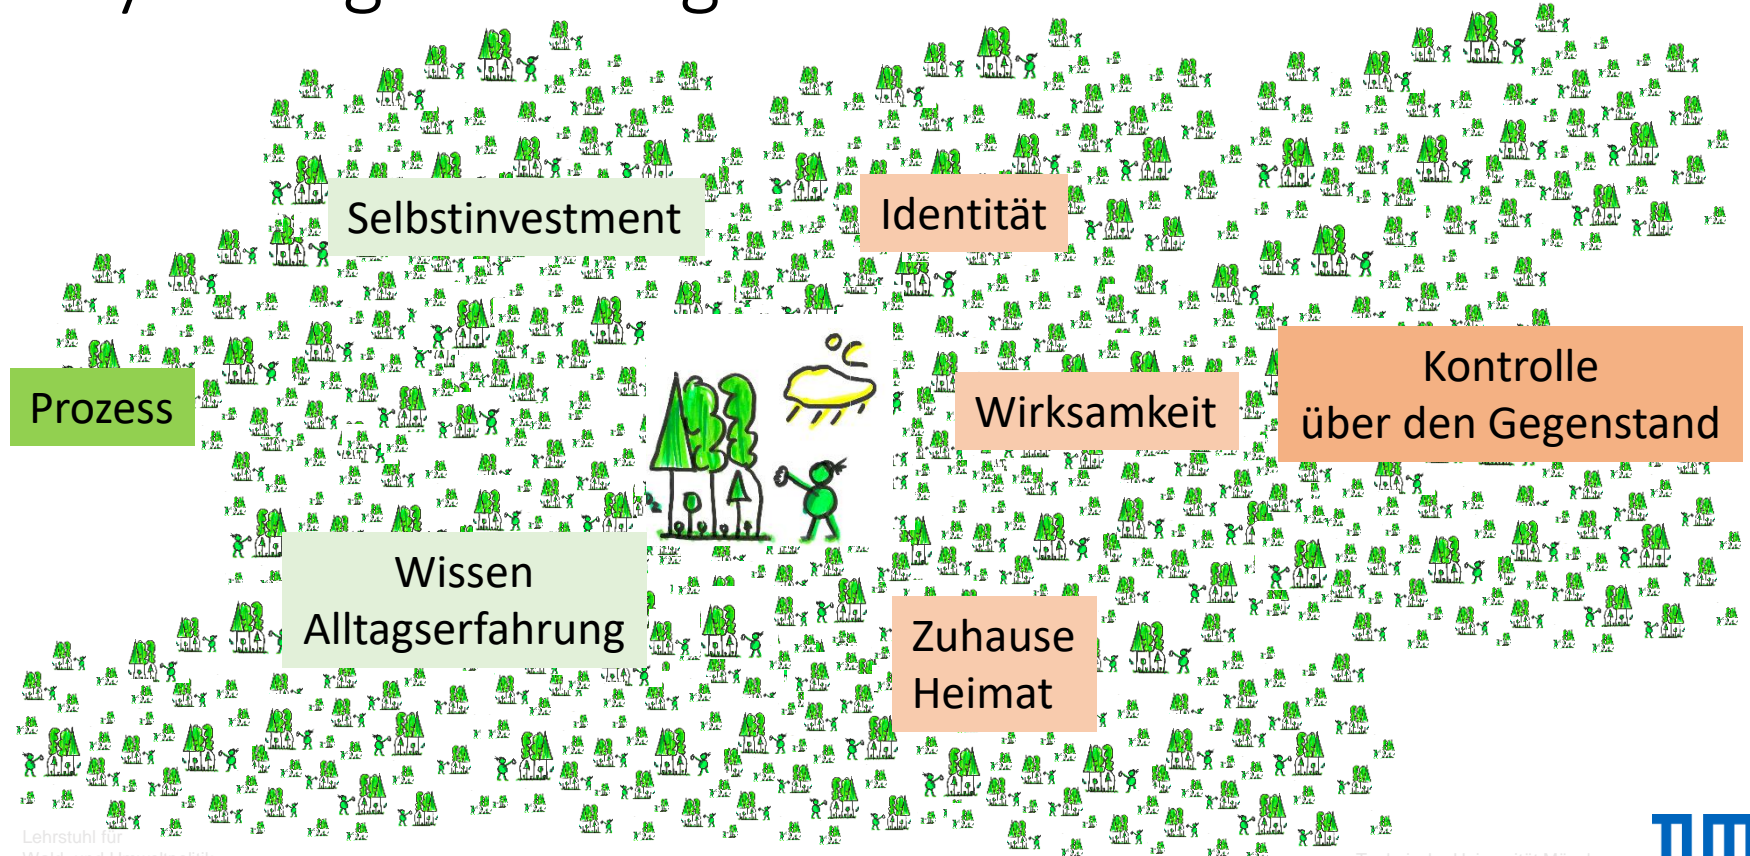 Selbstinvestment
Identität
Prozess
Wirksamkeit
Kontrolle
über den Gegenstand
Wissen
Alltagserfahrung
Zuhause
Heimat
Lehrstuhl für